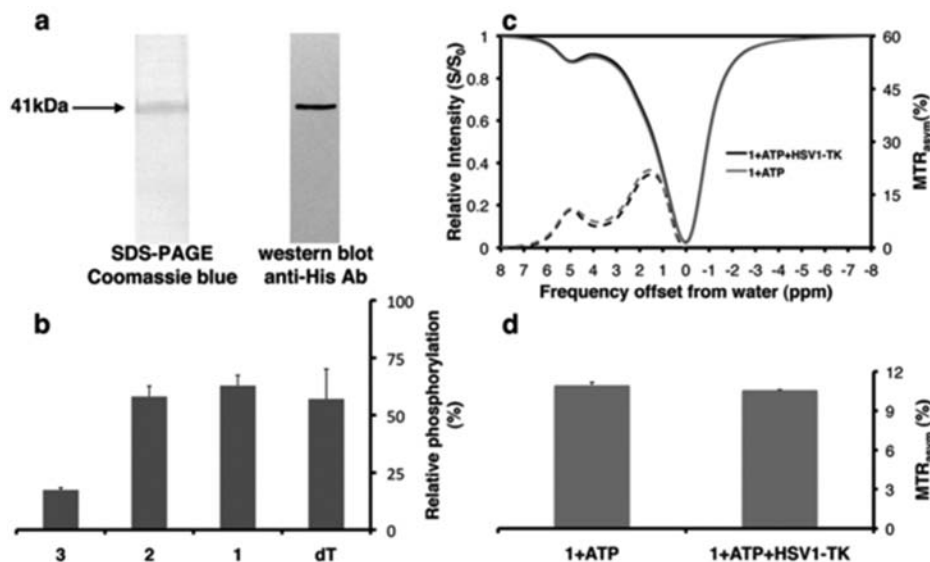 a
41kDa
SDS-PAGE
Coomassie blue
western blot
anti-His Ab
b
100
75
50
25
0
Relative phosphorylation
(%)
3 2 1 dT
c
Relative Intensity (S/S0)
1
0.8
0.6
0.4
0.2
0
60
45
30
15
0
MTRasym(%)
1+ATP+HSV1-TK
1+ATP
8 7 6 5 4 3 2 1 0 -1 -2 -3 -4 -5 -6 -7 -8
Frequency offset from water (ppm)
d
12
9
6
3
0
MTRasym (%)
1+ATP 1+ATP+HSV1-TK